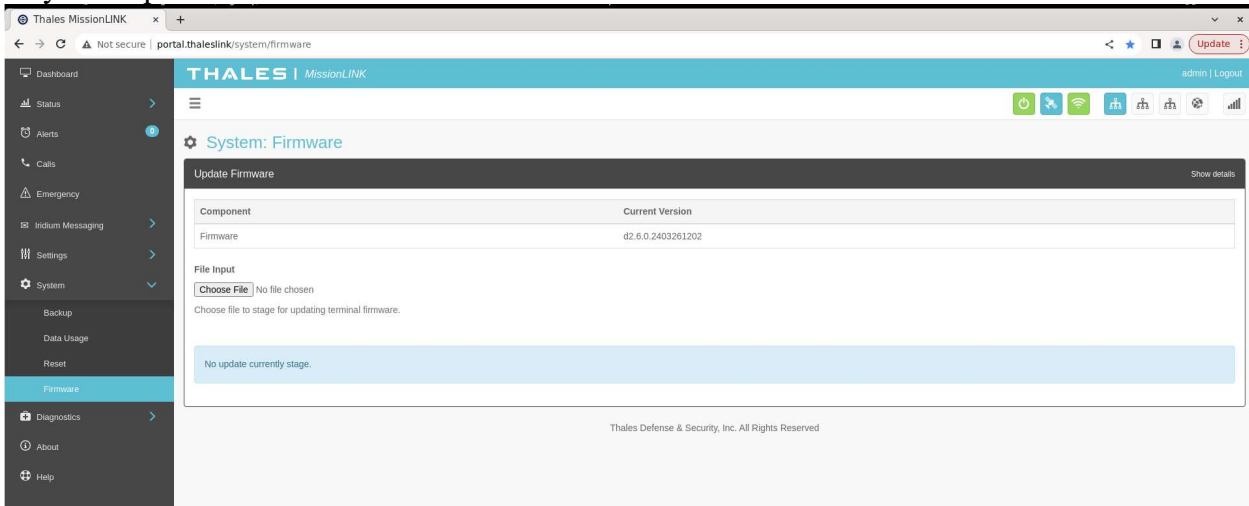 Thales MissionLINK
Not secure | portal.thaleslink/system/firmware
Update
Dashboard
THALES | MissionLINK
admin | Logout
Status
Alerts
0
Calls
Emergency
Iridium Messaging
Settings
System
Backup
Data Usage
Reset
Firmware
Diagnostics
About
Help
System: Firmware
Update Firmware
Show details
Component Current Version
Firmware d2.6.0.2403261202
File Input
Choose File No file chosen
Choose file to stage for updating terminal firmware.
No update currently stage.
Thales Defense & Security, Inc. All Rights Reserved